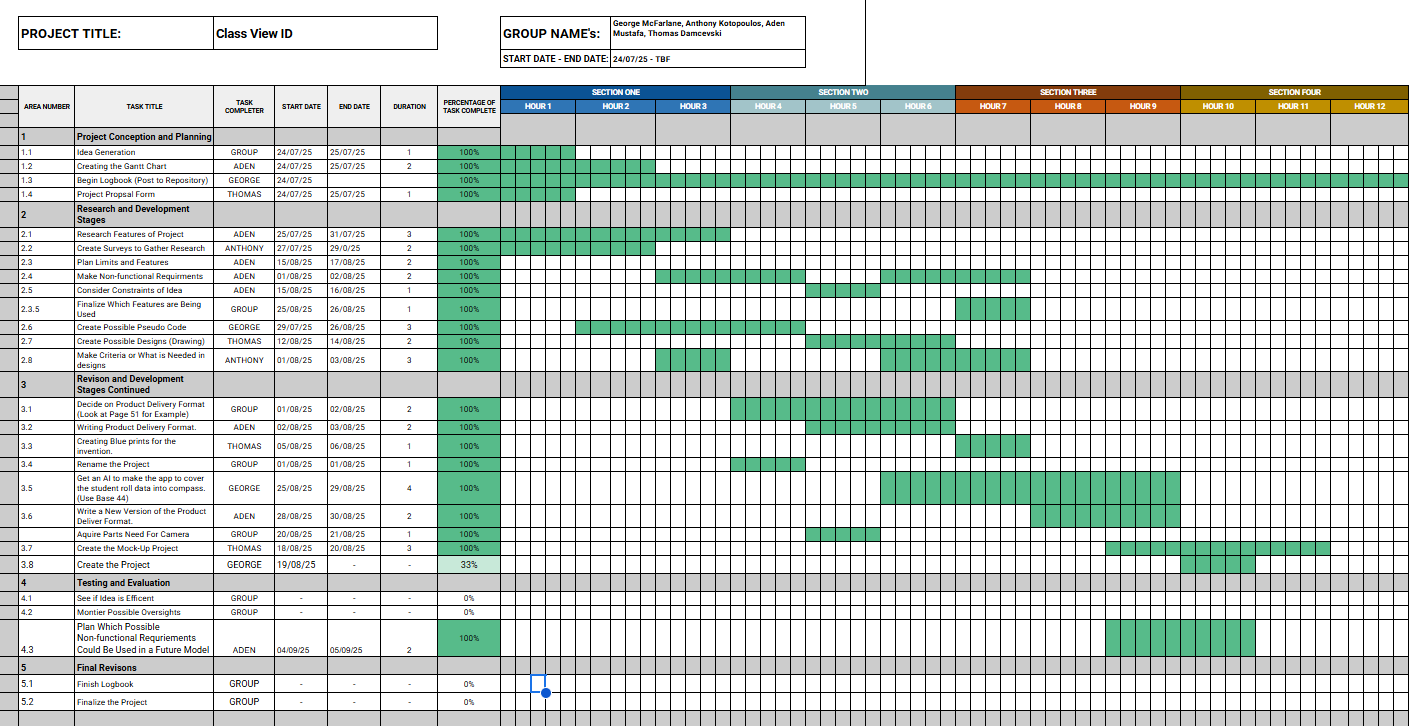 George McFarlane, Anthony Kotopoulos, Aden
PROJECT TITLE: Class View ID GROUP NAME's: Mustafa, Thomas Damcevski
START DATE - END DATE: 24/07/25 - TBF
SECTION ONE SECTION TWO SECTION THREE SECTION FOUR
AREA NUMBER TASK TITLE TASK COMPLETER START DATE END DATE DURATION PERCENTAGE OF TASK COMPLETE HOUR 1 HOUR 2 HOUR 3 HOUR 4 HOUR 5 HOUR 6 HOUR 7 HOUR 8 HOUR 9 HOUR 10 HOUR 11 HOUR 12
1 Project Conception and Planning
1.1 Idea Generation GROUP 24/07/25 25/07/25 1 100%
1.2 Creating the Gantt Chart ADEN 24/07/25 25/07/25 2 100%
1.3 Begin Logbook (Post to Repository) GEORGE 24/07/25 100%
1.4 Project Propsal Form THOMAS 24/07/25 25/07/25 1 100%
2 Research and Development
Stages
2.1 Research Features of Project ADEN 25/07/25 31/07/25 3 100%
2.2 Create Surveys to Gather Research ANTHONY 27/07/25 29/0/25 2 100%
2.3 Plan Limits and Features ADEN 15/08/25 17/08/25 2 100%
2.4 Make Non-functional Requirments ADEN 01/08/25 02/08/25 2 100%
2.5 Consider Constraints of Idea ADEN 15/08/25 16/08/25 1 100%
2.3.5 Finalize Which Features are Being
Used GROUP 25/08/25 26/08/25 1 100%
2.6 Create Possible Pseudo Code GEORGE 29/07/25 26/08/25 3 100%
2.7 Create Possible Designs (Drawing) THOMAS 12/08/25 14/08/25 2 100%
2.8 Make Criteria or What is Needed in
designs ANTHONY 01/08/25 03/08/25 3 100%
3 Revison and Development
Stages Continued
3.1 Decide on Product Delivery Format
(Look at Page 51 for Example) GROUP 01/08/25 02/08/25 2 100%
3.2 Writing Product Delivery Format. ADEN 02/08/25 03/08/25 2 100%
3.3 Creating Blue prints for the
invention. THOMAS 05/08/25 06/08/25 1 100%
3.4 Rename the Project GROUP 01/08/25 01/08/25 1 100%
3.5 Get an AI to make the app to cover
the student roll data into compass.
(Use Base 44) GEORGE 25/08/25 29/08/25 4 100%
3.6 Write a New Version of the Product
Deliver Format. ADEN 28/08/25 30/08/25 2 100%
Aquire Parts Need For Camera GROUP 20/08/25 21/08/25 1 100%
3.7 Create the Mock-Up Project THOMAS 18/08/25 20/08/25 3 100%
3.8 Create the Project GEORGE 19/08/25 - - 33%
4 Testing and Evaluation
4.1 See if Idea is Efficent GROUP - - - 0%
4.2 Montier Possible Oversights GROUP - - - 0%
Plan Which Possible
Non-functional Requriements
4.3 Could Be Used in a Future Model ADEN 04/09/25 05/09/25 2 100%
5 Final Revisons
5.1 Finish Logbook GROUP - - - 0%
5.2 Finalize the Project GROUP - - - 0%